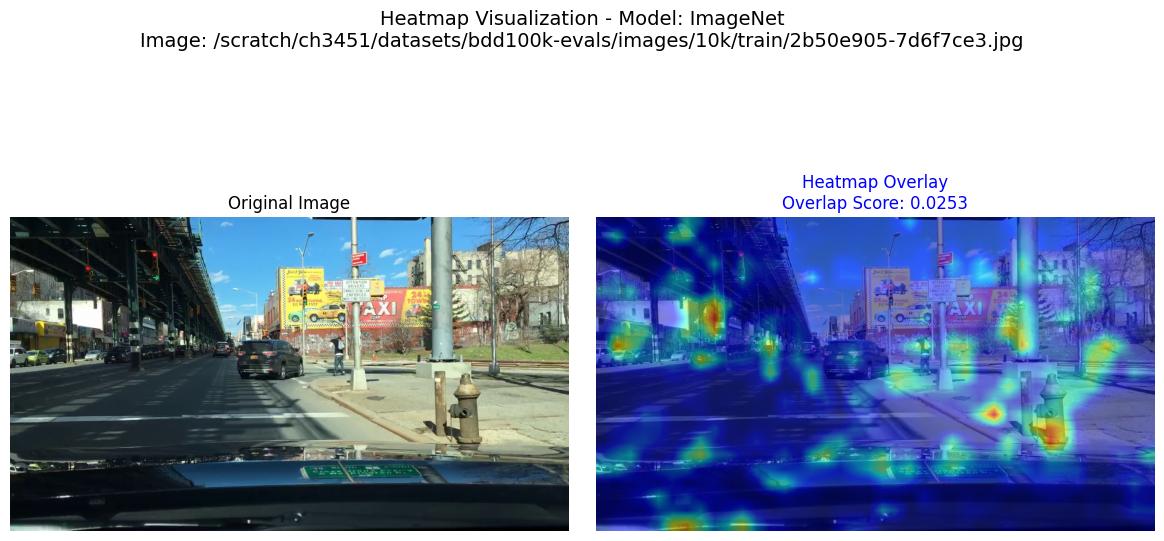 Heatmap Visualization - Model: ImageNet
Image: /scratch/ch3451/datasets/bdd100k-evals/images/10k/train/2b50e905-7d6f7ce3.jpg
Original Image
Heatmap Overlay
Overlap Score: 0.0253
TAXI
TAXI